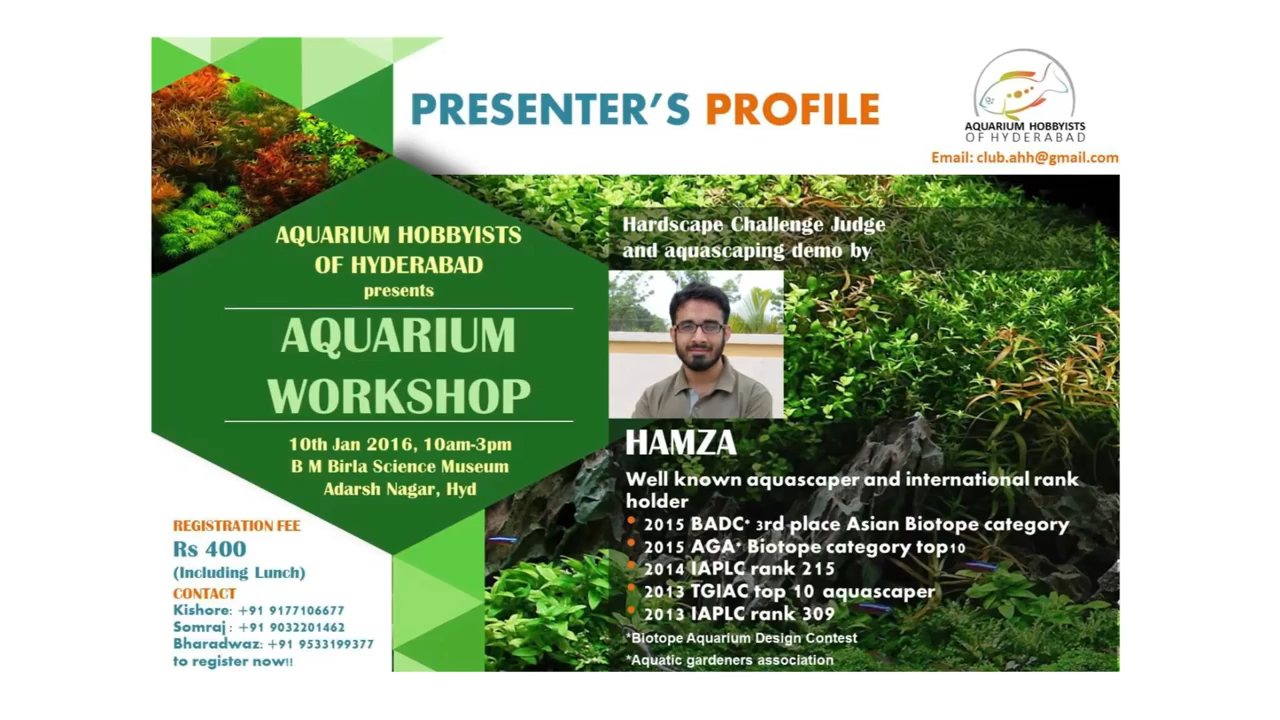 PRESENTER'S PROFILE
AQUARIUM HOBBYISTS
OF HYDERABAD
Email: club.ahh@gmail.com
AQUARIUM HOBBYISTS
OF HYDERABAD
presents
AQUARIUM
WORKSHOP
10th Jan 2016, 10am-3pm
B M Birla Science Museum
Adarsh Nagar, Hyd
REGISTRATION FEE
Rs 400
(Including Lunch)
CONTACT
Kishore: +91 9177106677
Somraj : +91 9032201462
Bharadwaz: +91 9533199377
to register now!!
Hardscape Challenge Judge
and aquascaping demo by
HAMZA
Well known aquascaper and international rank
holder
• 2015 BADC* 3rd place Asian Biotope category
• 2015 AGA* Biotope category top10
• 2014 IAPLC rank 215
• 2013 TGIAC top 10 aquascaper
• 2013 IAPLC rank 309
*Biotope Aquarium Design Contest
*Aquatic gardeners association